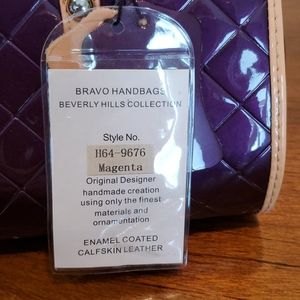 BRAVO HANDBAGS
BEVERLY HILLS COLLECTION
Style No.
H64-9676
Magenta
Original Designer
handmade creation
using only the finest
materials and
ornamentation
ENAMEL COATED
CALFSKIN LEATHER